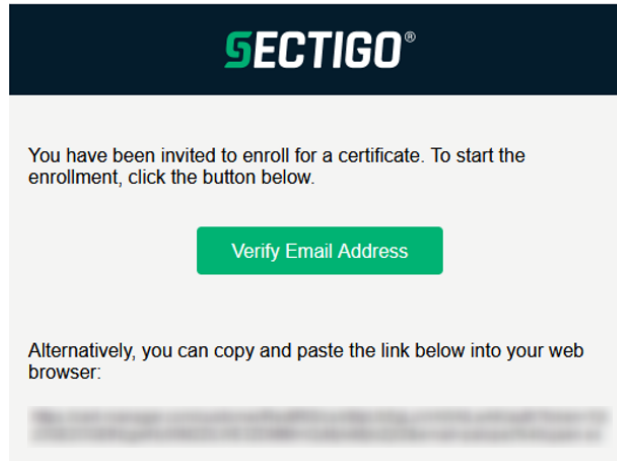 SECTIGO®
You have been invited to enroll for a certificate. To start the
enrollment, click the button below.
Verify Email Address
Alternatively, you can copy and paste the link below into your web
browser: